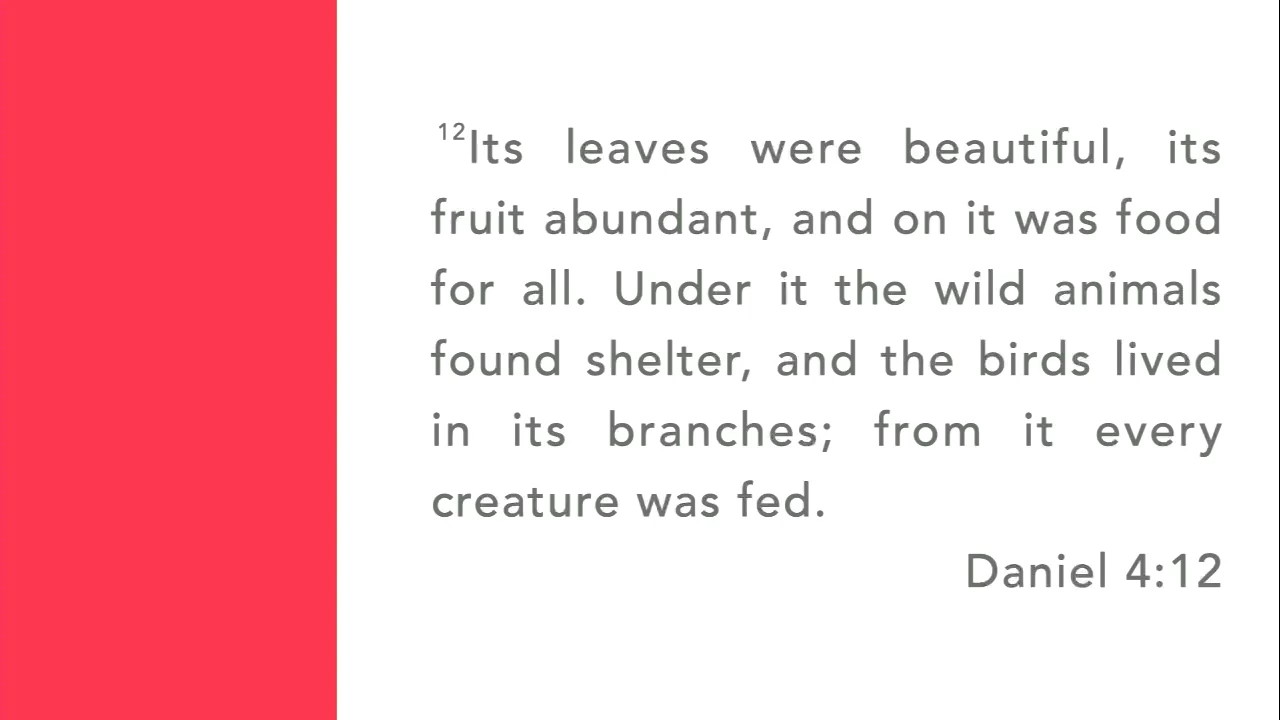 12Its leaves were beautiful, its
fruit abundant, and on it was food
for all. Under it the wild animals
found shelter, and the birds lived
in its branches; from it every
creature was fed.
Daniel 4:12